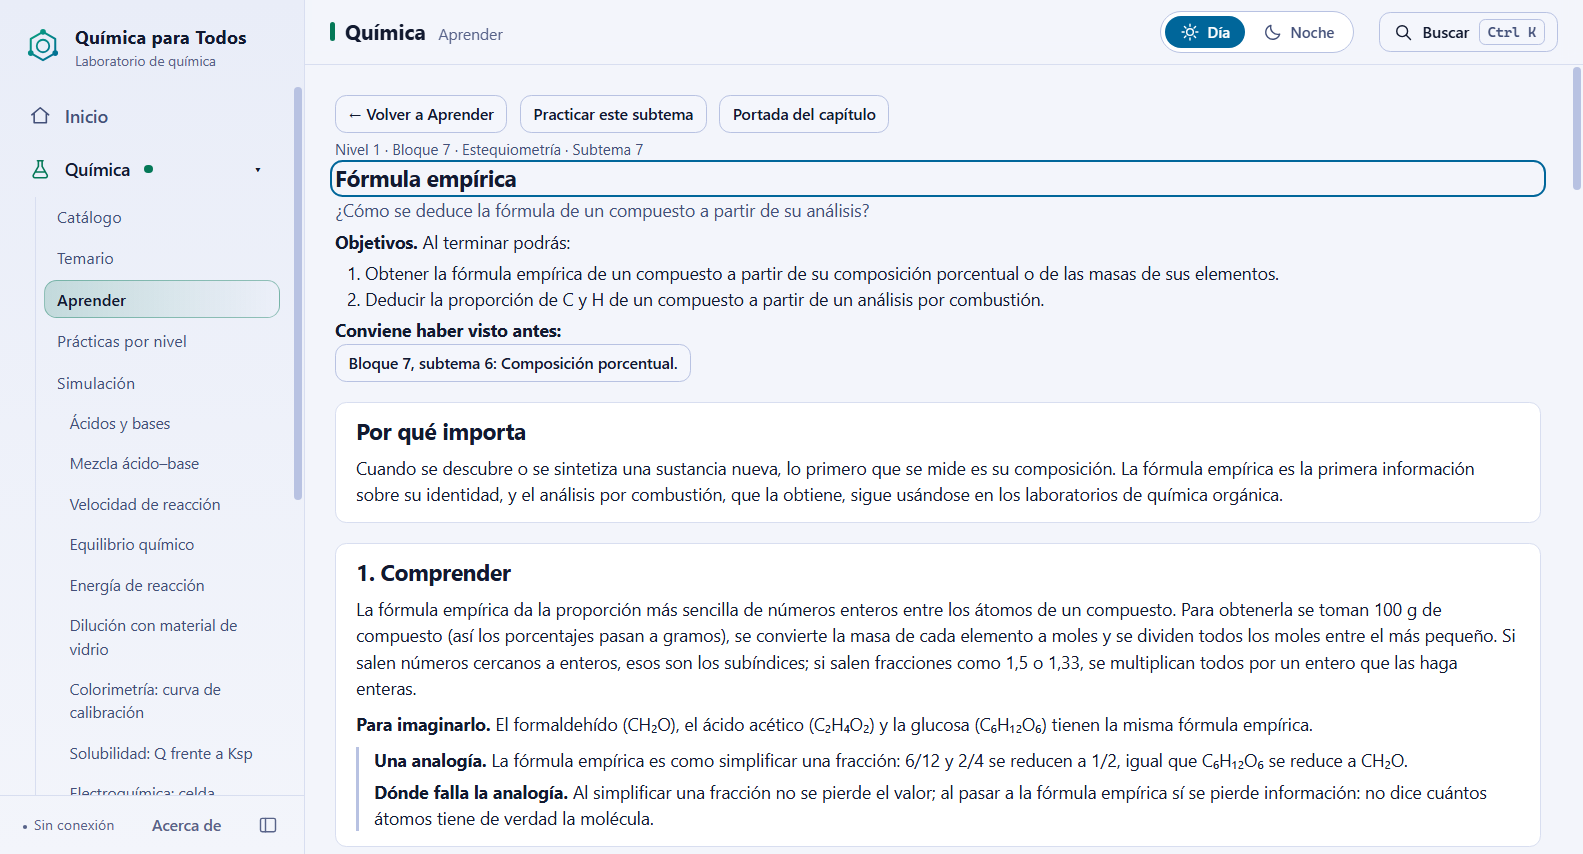 Química para Todos
Laboratorio de química
Inicio
Química
Catálogo
Temario
Aprender
Prácticas por nivel
Simulación
Ácidos y bases
Mezcla ácido–base
Velocidad de reacción
Equilibrio químico
Energía de reacción
Dilución con material de
vidrio
Colorimetría: curva de
calibración
Solubilidad: Q frente a Ksp
Electroquímica: celda
Sin conexión
Acerca de
Química Aprender
Día
Noche
Buscar Ctrl K
← Volver a Aprender
Practicar este subtema
Portada del capítulo
Nivel 1 · Bloque 7 · Estequiometría · Subtema 7
Fórmula empírica
¿Cómo se deduce la fórmula de un compuesto a partir de su análisis?
Objetivos. Al terminar podrás:
1. Obtener la fórmula empírica de un compuesto a partir de su composición porcentual o de las masas de sus elementos.
2. Deducir la proporción de C y H de un compuesto a partir de un análisis por combustión.
Conviene haber visto antes:
Bloque 7, subtema 6: Composición porcentual.
Por qué importa
Cuando se descubre o se sintetiza una sustancia nueva, lo primero que se mide es su composición. La fórmula empírica es la primera información
sobre su identidad, y el análisis por combustión, que la obtiene, sigue usándose en los laboratorios de química orgánica.
1. Comprender
La fórmula empírica da la proporción más sencilla de números enteros entre los átomos de un compuesto. Para obtenerla se toman 100 g de
compuesto (así los porcentajes pasan a gramos), se convierte la masa de cada elemento a moles y se dividen todos los moles entre el más pequeño. Si
salen números cercanos a enteros, esos son los subíndices; si salen fracciones como 1,5 o 1,33, se multiplican todos por un entero que las haga
enteras.
Para imaginarlo. El formaldehído (CH₂O), el ácido acético (C₂H₄O₂) y la glucosa (C₆H₁₂O₆) tienen la misma fórmula empírica.
Una analogía. La fórmula empírica es como simplificar una fracción: 6/12 y 2/4 se reducen a 1/2, igual que C₆H₁₂O₆ se reduce a CH₂O.
Dónde falla la analogía. Al simplificar una fracción no se pierde el valor; al pasar a la fórmula empírica sí se pierde información: no dice cuántos
átomos tiene de verdad la molécula.